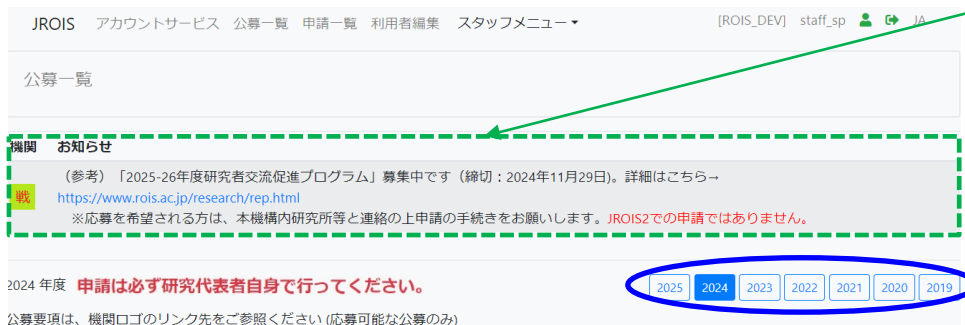 JROIS アカウントサービス 公募一覧 申請一覧 利用者編集 スタッフメニュー [ROIS_DEV] staff_sp JA
公募一覧
機関 お知らせ
戦
（参考）「2025-26年度研究者交流促進プログラム」募集中です（締切：2024年11月29日)。詳細はこちら→
https://www.rois.ac.jp/research/rep.html
※応募を希望される方は、本機構内研究所等と連絡の上申請の手続きをお願いします。JROIS2での申請ではありません。
2024 年度 申請は必ず研究代表者自身で行ってください。 2025 2024 2023 2022 2021 2020 2019
公募要項は、機関ロゴのリンク先をご参照ください (応募可能な公募のみ)